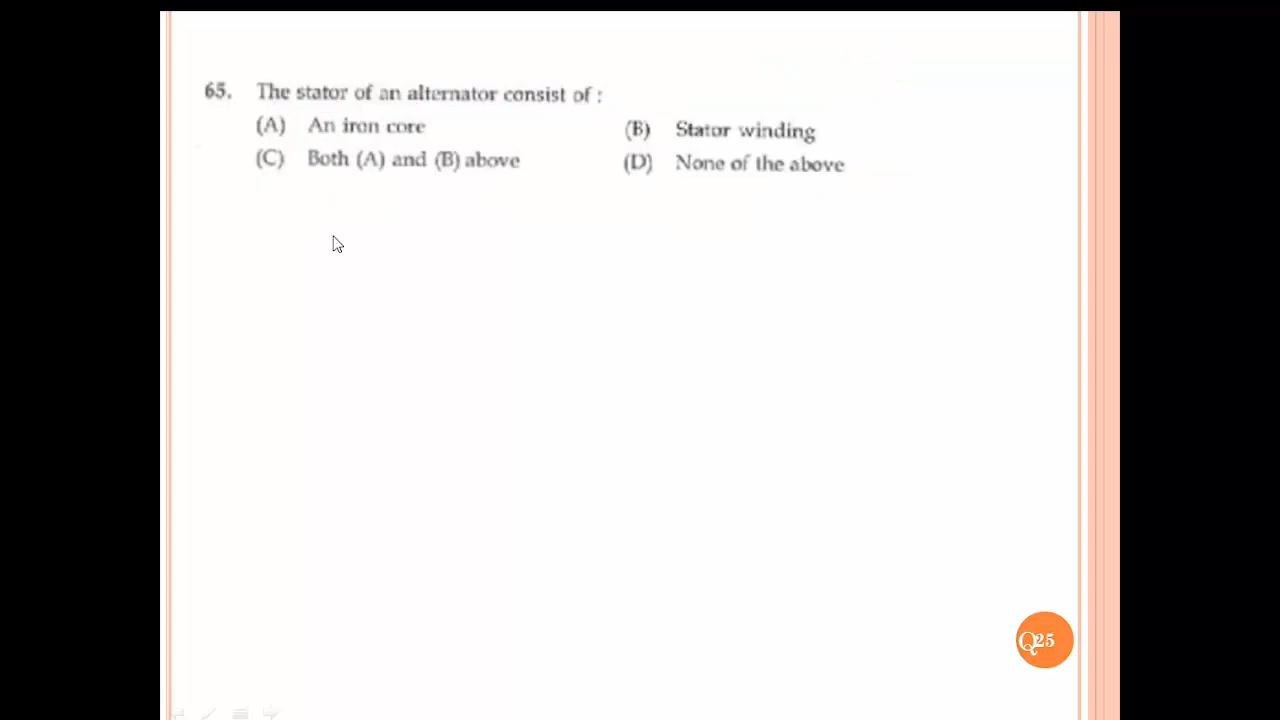 65. The stator of an alternator consist of :
(A) An iron core (B) Stator winding
(C) Both (A) and (B) above (D) None of the above
Q25